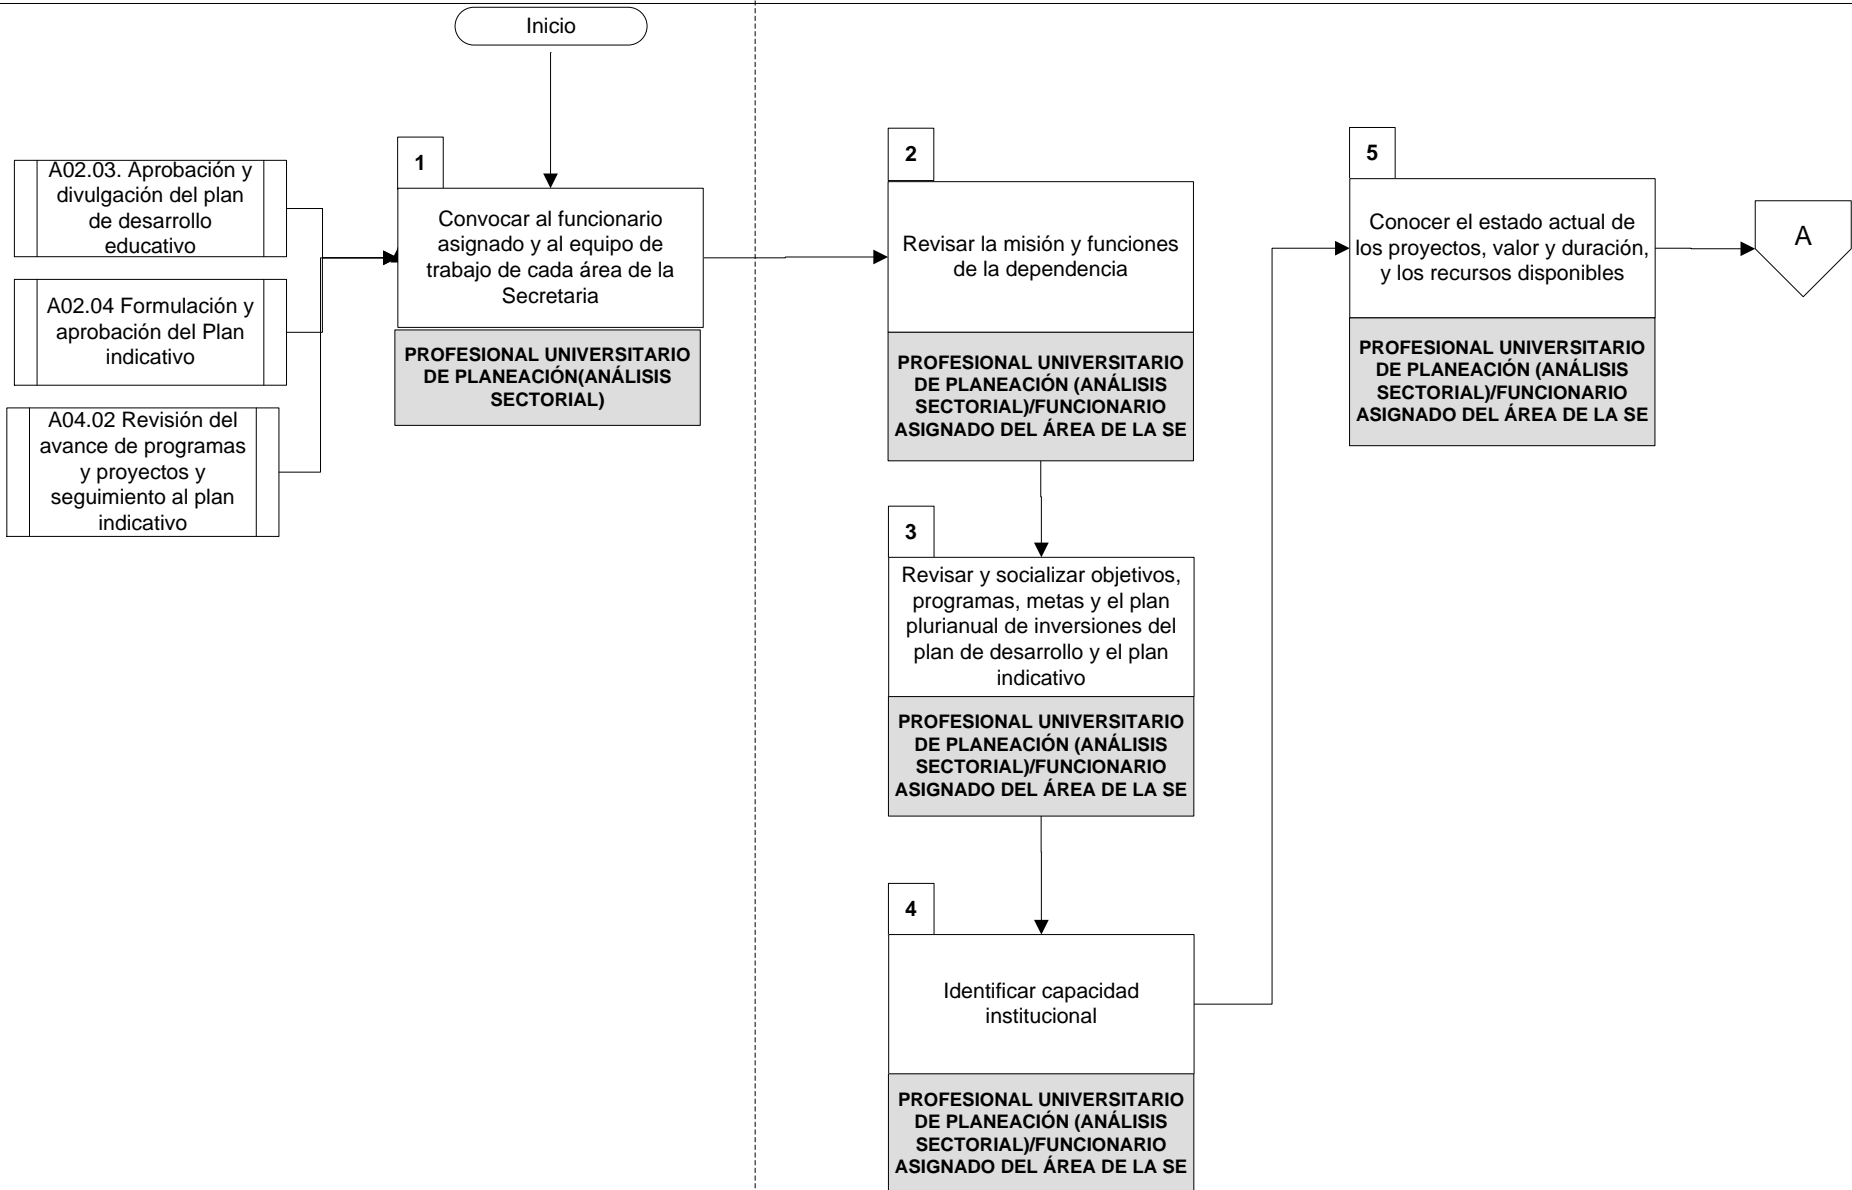 Inicio
A02.03. Aprobación y
divulgación del plan
de desarrollo
educativo
A02.04 Formulación y
aprobación del Plan
indicativo
A04.02 Revisión del
avance de programas
y proyectos y
seguimiento al plan
indicativo
1
Convocar al funcionario
asignado y al equipo de
trabajo de cada área de la
Secretaria
PROFESIONAL UNIVERSITARIO
DE PLANEACIÓN(ANÁLISIS
SECTORIAL)
2
Revisar la misión y funciones
de la dependencia
PROFESIONAL UNIVERSITARIO
DE PLANEACIÓN (ANÁLISIS
SECTORIAL)/FUNCIONARIO
ASIGNADO DEL ÁREA DE LA SE
3
Revisar y socializar objetivos,
programas, metas y el plan
plurianual de inversiones del
plan de desarrollo y el plan
indicativo
PROFESIONAL UNIVERSITARIO
DE PLANEACIÓN (ANÁLISIS
SECTORIAL)/FUNCIONARIO
ASIGNADO DEL ÁREA DE LA SE
4
Identificar capacidad
institucional
PROFESIONAL UNIVERSITARIO
DE PLANEACIÓN (ANÁLISIS
SECTORIAL)/FUNCIONARIO
ASIGNADO DEL ÁREA DE LA SE
5
Conocer el estado actual de
los proyectos, valor y duración,
y los recursos disponibles
PROFESIONAL UNIVERSITARIO
DE PLANEACIÓN (ANÁLISIS
SECTORIAL)/FUNCIONARIO
ASIGNADO DEL ÁREA DE LA SE
A